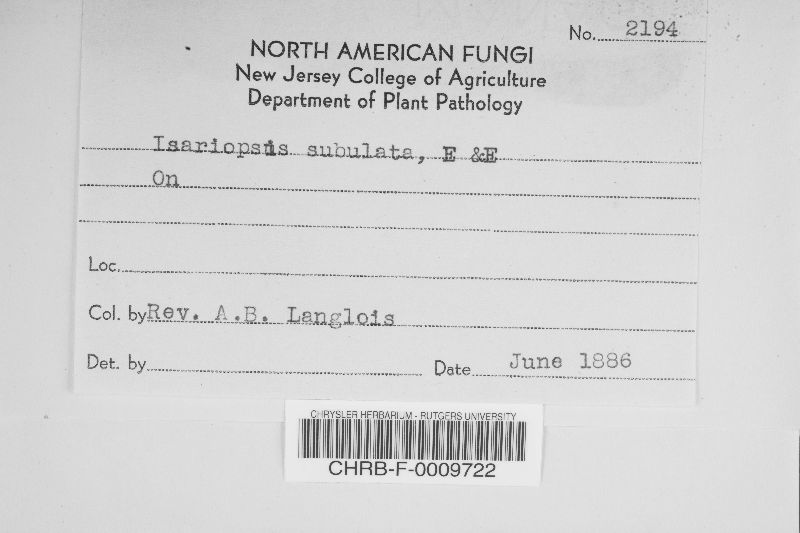 No. 2194
NORTH AMERICAN FUNGI
New Jersey College of Agriculture
Department of Plant Pathology
Isariopsis subulata, E &E
On
Loc.
Col. by Rev. A.B. Langlois
Det. by Date June 1886
CHRYSLER HERBARIUM - RUTGERS UNIVERSITY
CHRB-F-0009722